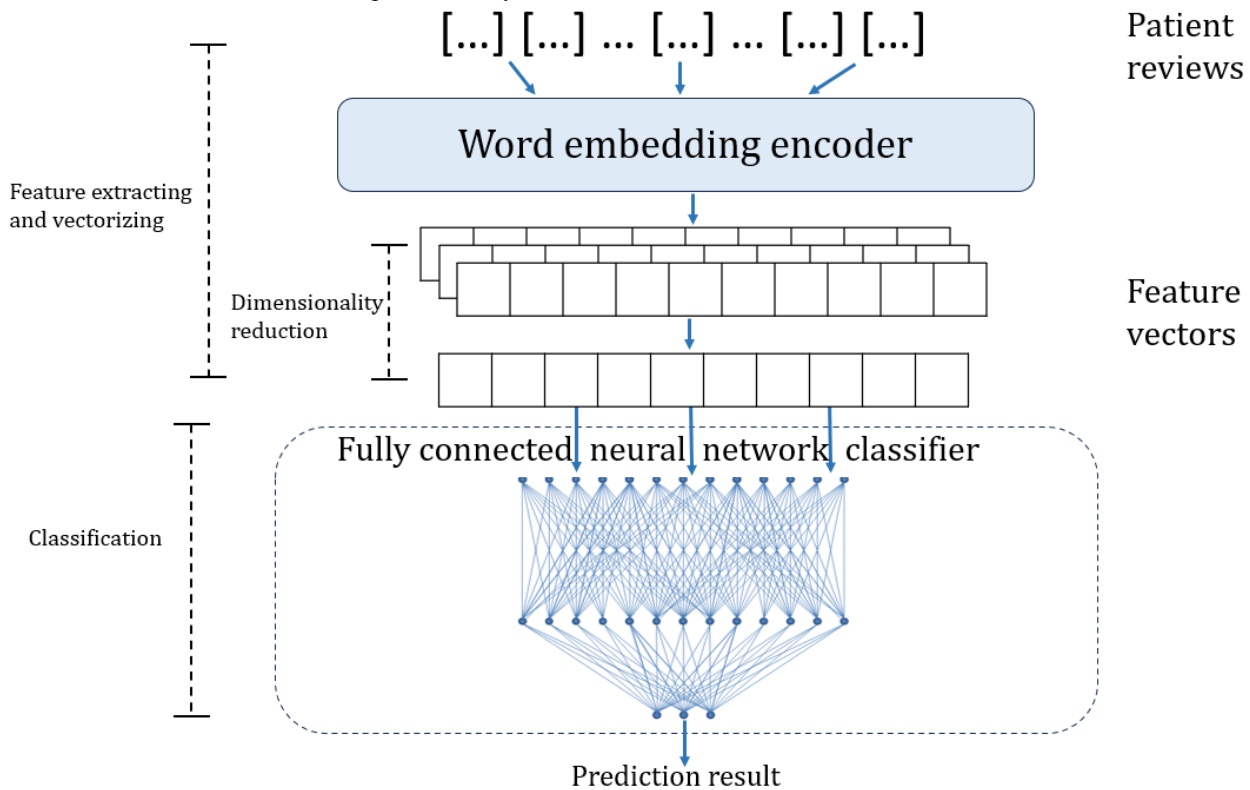 [...] [...] ... [...] ... [...] [...]
Patient
reviews
Word embedding encoder
Feature extracting
and vectorizing
Dimensionality
reduction
Feature
vectors
Fully connected neural network classifier
Classification
Prediction result